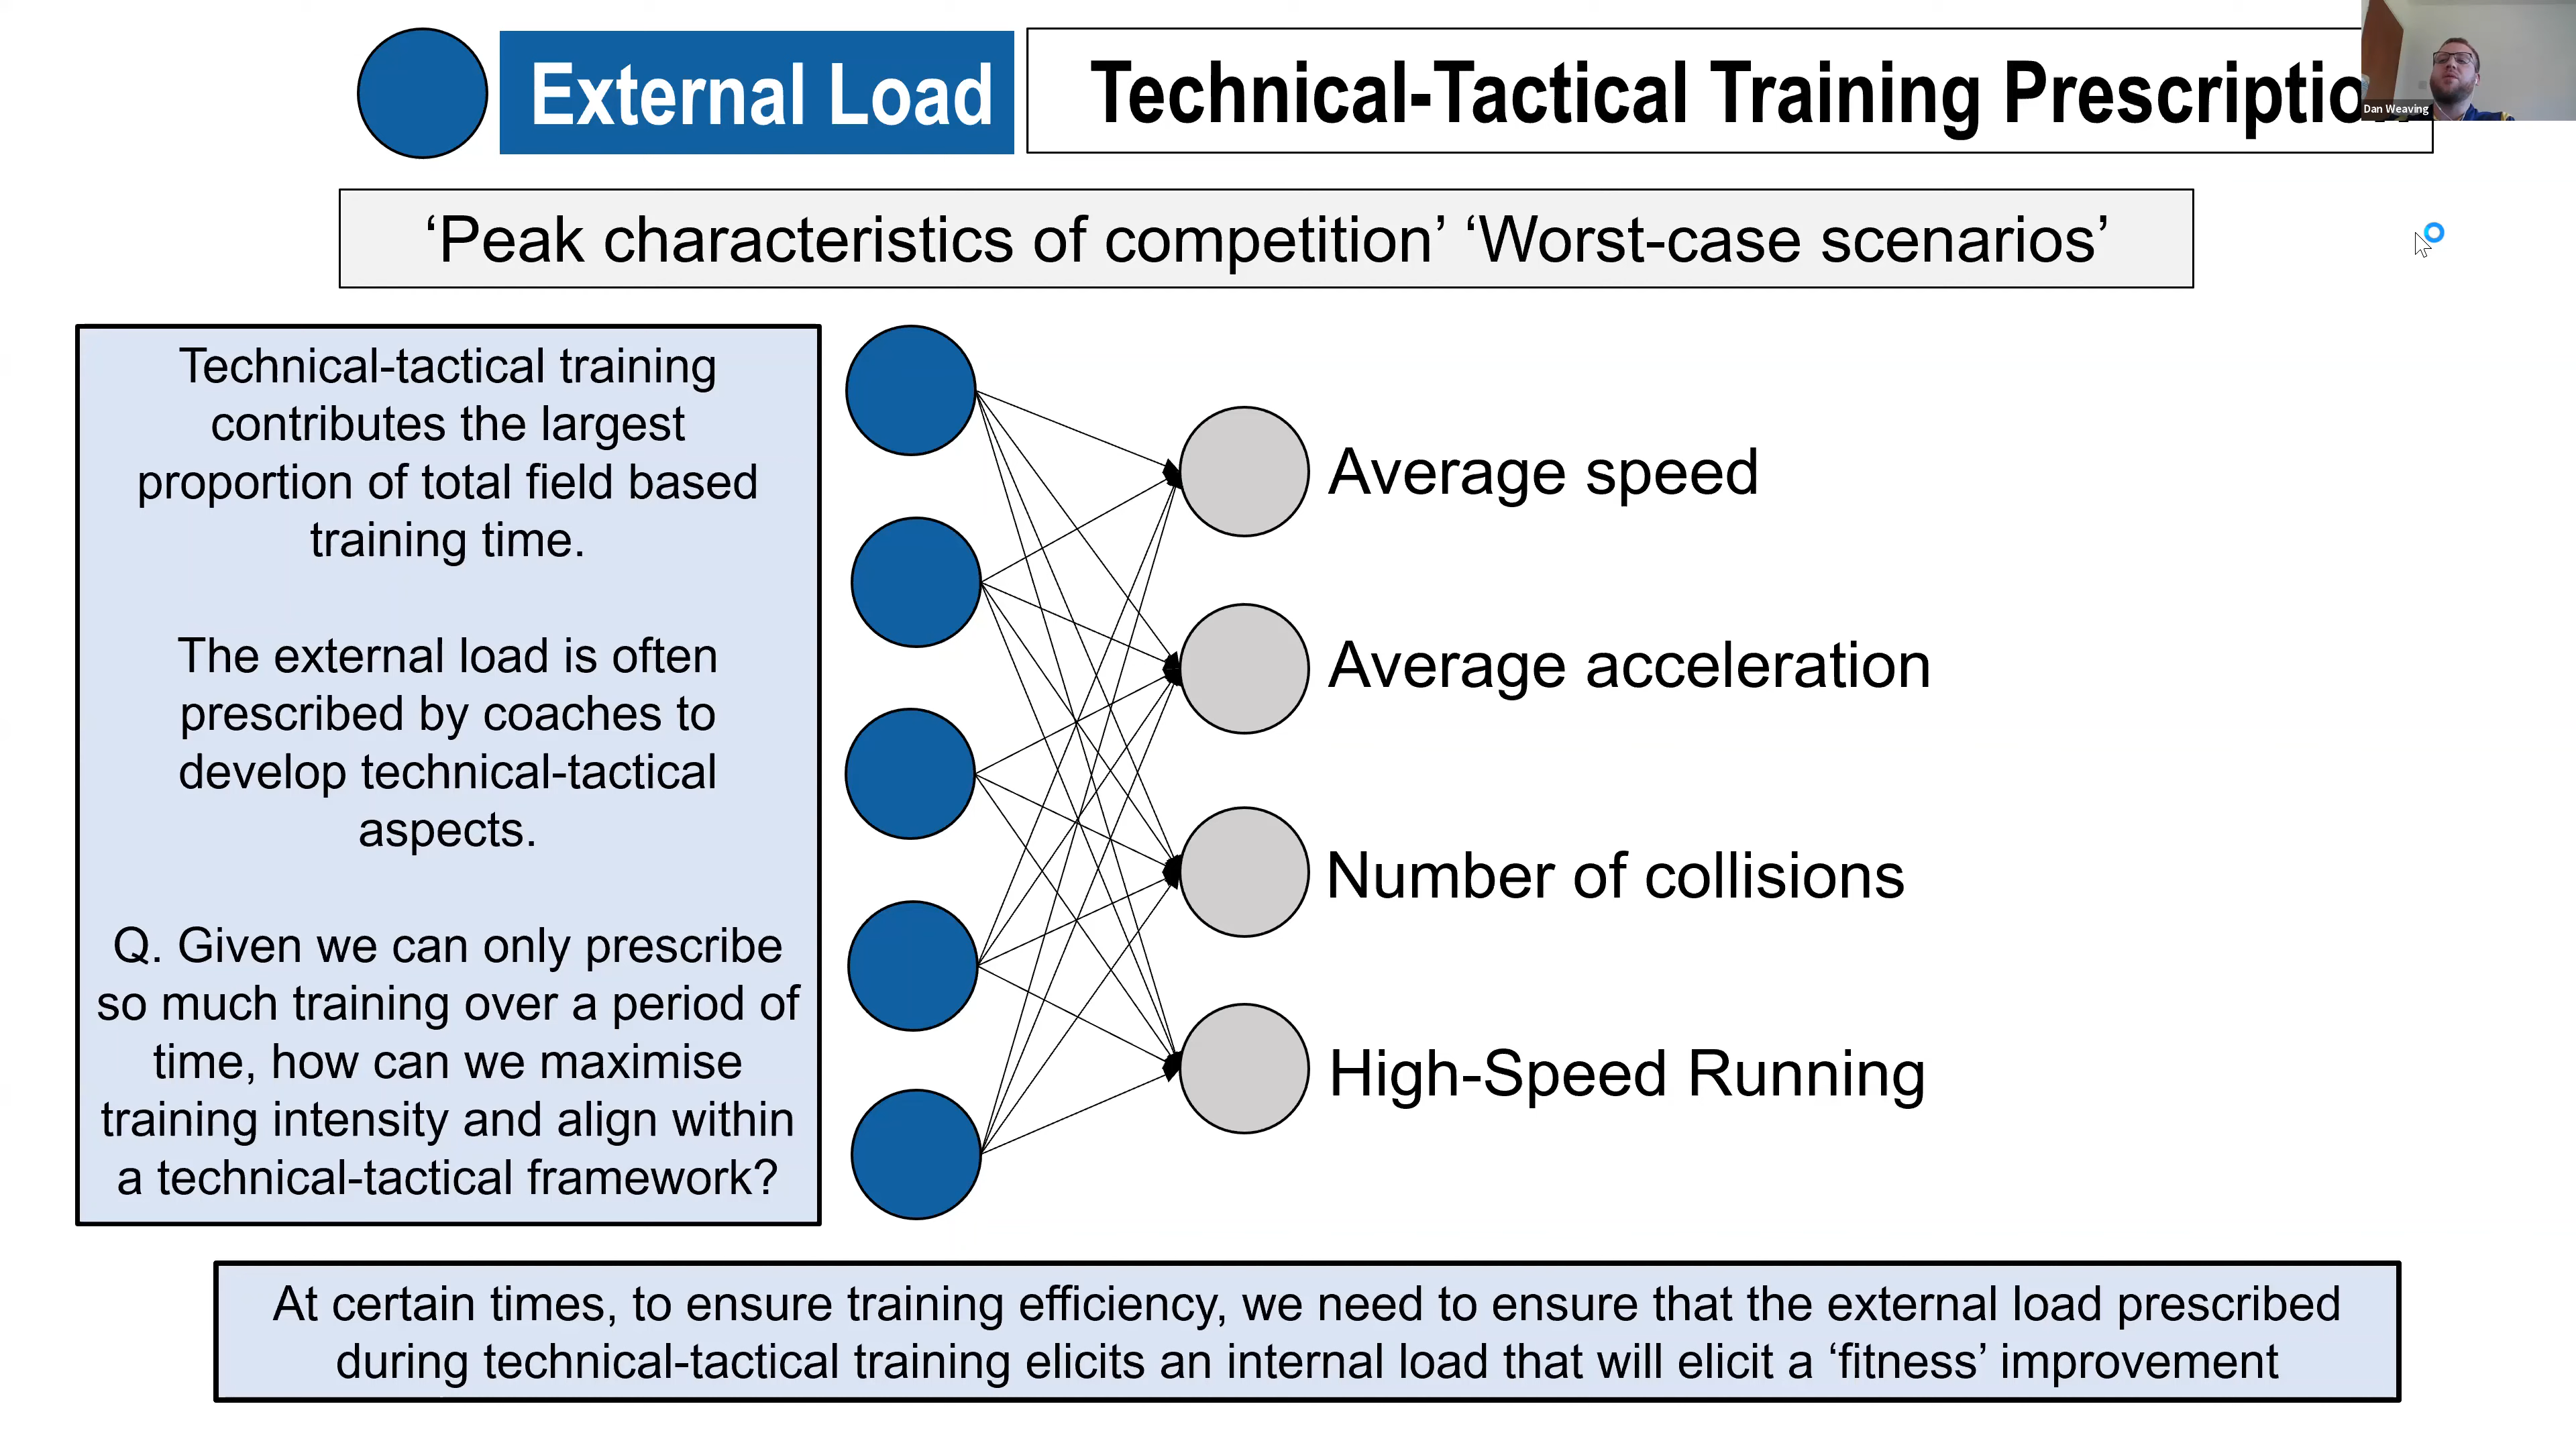 External Load
Technical-Tactical Training Prescription
Dan Weaving
‘Peak characteristics of competition’ ‘Worst-case scenarios’
Technical-tactical training
contributes the largest
proportion of total field based
training time.
The external load is often
prescribed by coaches to
develop technical-tactical
aspects.
Q. Given we can only prescribe
so much training over a period of
time, how can we maximise
training intensity and align within
a technical-tactical framework?
Average speed
Average acceleration
Number of collisions
High-Speed Running
At certain times, to ensure training efficiency, we need to ensure that the external load prescribed
during technical-tactical training elicits an internal load that will elicit a ‘fitness’ improvement